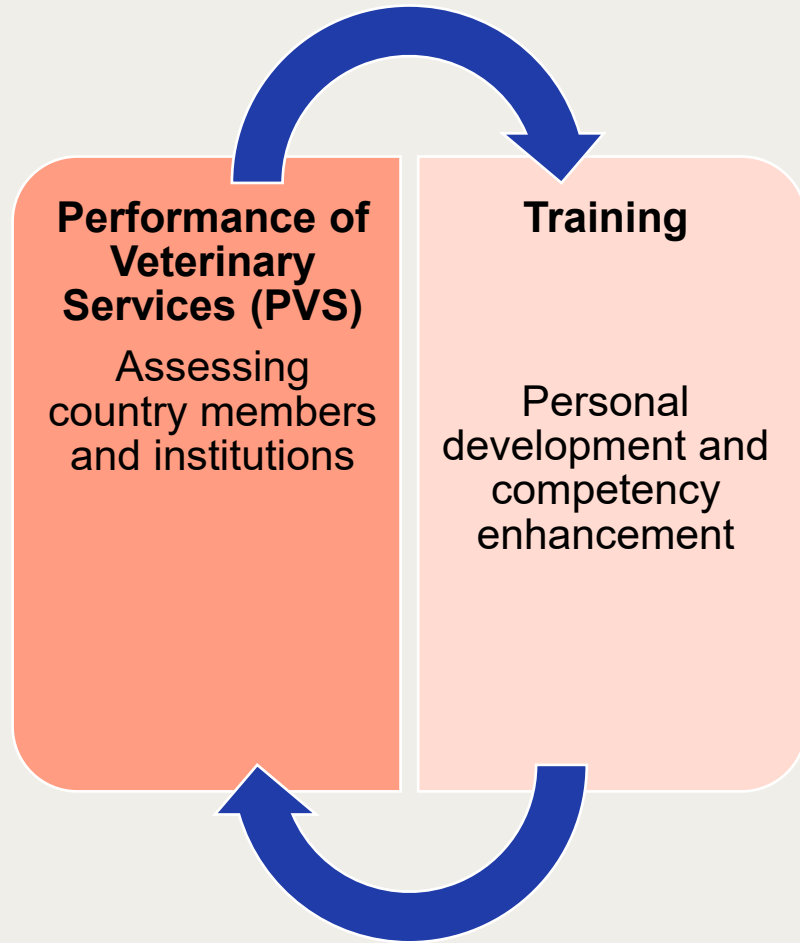 Performance of
Veterinary
Services (PVS)
Assessing
country members
and institutions
Training
Personal
development and
competency
enhancement